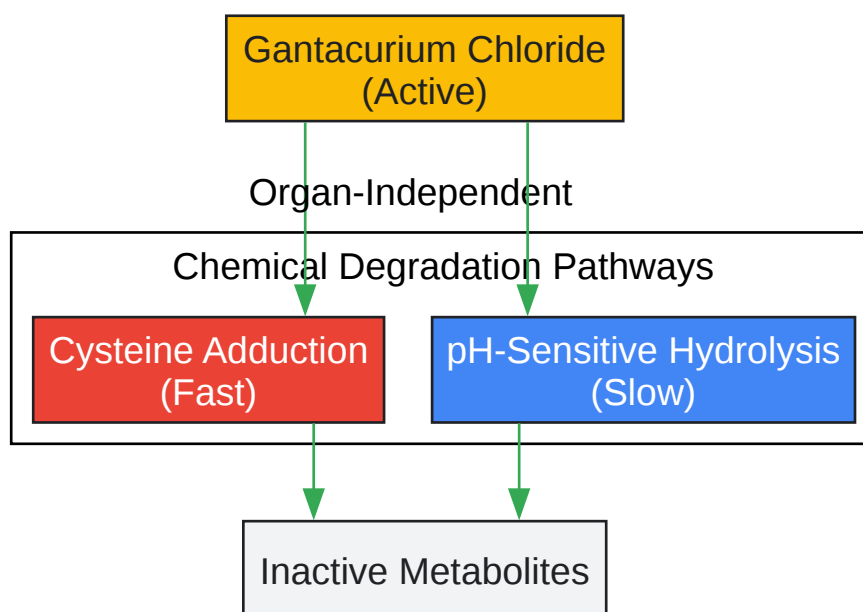 Gantacurium Chloride
(Active)
Organ-Independent
Chemical Degradation Pathways
Cysteine Adduction
(Fast)
pH-Sensitive Hydrolysis
(Slow)
Inactive Metabolites